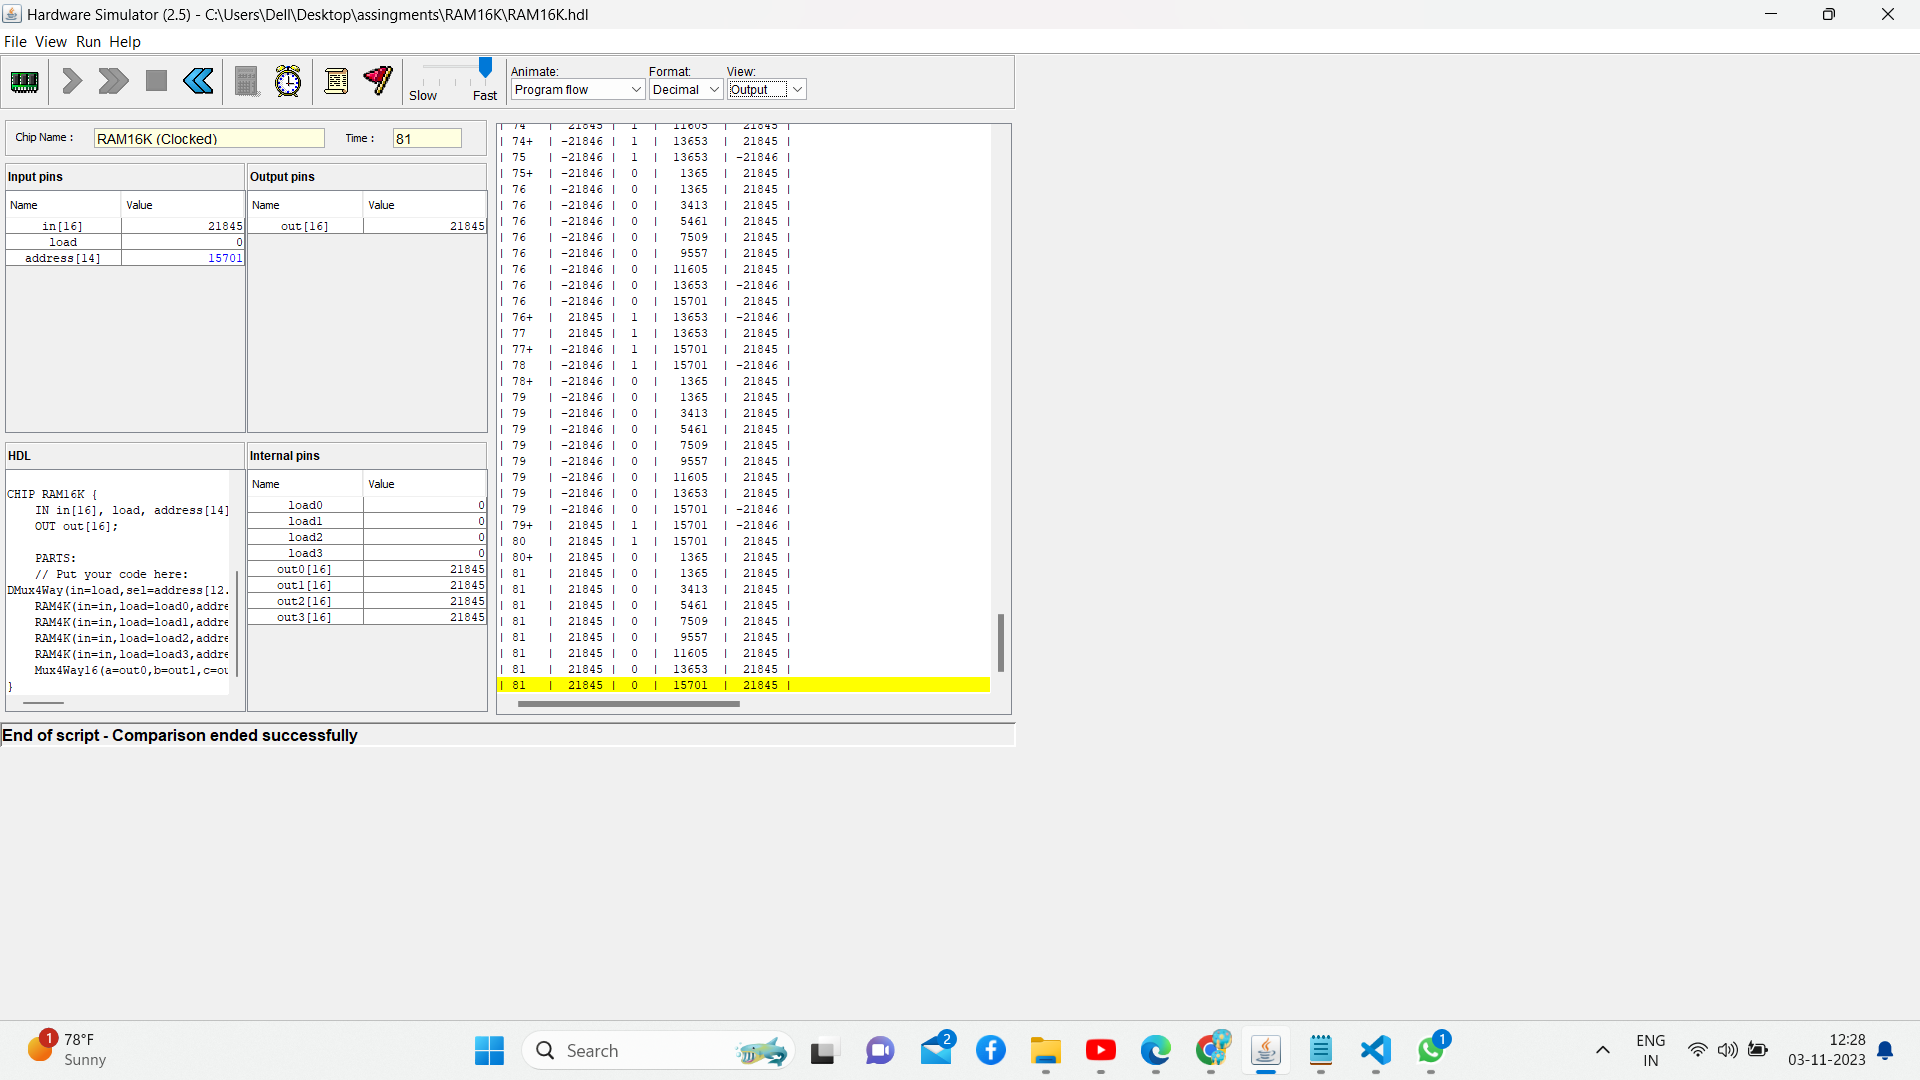 Hardware Simulator (2.5) - C:\Users\Dell\Desktop\assingments\RAM16K\RAM16K.hdl
File View Run Help
Slow Fast
Animate: Format: View:
Program flow Decimal Output
Chip Name : RAM16K (Clocked) Time : 81
Input pins
Name Value
in[16] 21845
load 0
address[14] 15701
Output pins
Name Value
out[16] 21845
HDL
CHIP RAM16K {
IN in[16], load, address[14]
OUT out[16];
PARTS:
// Put your code here:
DMux4Way(in=load,sel=address[12.
RAM4K(in=in,load=load0,addre
RAM4K(in=in,load=load1,addre
RAM4K(in=in,load=load2,addre
RAM4K(in=in,load=load3,addre
Mux4Way16(a=out0,b=out1,c=ou
}
Internal pins
Name Value
load0 0
load1 0
load2 0
load3 0
out0[16] 21845
out1[16] 21845
out2[16] 21845
out3[16] 21845
| 74 | 21845 | 1 | 11605 | 21845 |
| 74+ | -21846 | 1 | 13653 | 21845 |
| 75 | -21846 | 1 | 13653 | -21846 |
| 75+ | -21846 | 0 | 1365 | 21845 |
| 76 | -21846 | 0 | 1365 | 21845 |
| 76 | -21846 | 0 | 3413 | 21845 |
| 76 | -21846 | 0 | 5461 | 21845 |
| 76 | -21846 | 0 | 7509 | 21845 |
| 76 | -21846 | 0 | 9557 | 21845 |
| 76 | -21846 | 0 | 11605 | 21845 |
| 76 | -21846 | 0 | 13653 | -21846 |
| 76 | -21846 | 0 | 15701 | 21845 |
| 76+ | 21845 | 1 | 13653 | -21846 |
| 77 | 21845 | 1 | 13653 | 21845 |
| 77+ | -21846 | 1 | 15701 | 21845 |
| 78 | -21846 | 1 | 15701 | -21846 |
| 78+ | -21846 | 0 | 1365 | 21845 |
| 79 | -21846 | 0 | 1365 | 21845 |
| 79 | -21846 | 0 | 3413 | 21845 |
| 79 | -21846 | 0 | 5461 | 21845 |
| 79 | -21846 | 0 | 7509 | 21845 |
| 79 | -21846 | 0 | 9557 | 21845 |
| 79 | -21846 | 0 | 11605 | 21845 |
| 79 | -21846 | 0 | 13653 | 21845 |
| 79 | -21846 | 0 | 15701 | -21846 |
| 79+ | 21845 | 1 | 15701 | -21846 |
| 80 | 21845 | 1 | 15701 | 21845 |
| 80+ | 21845 | 0 | 1365 | 21845 |
| 81 | 21845 | 0 | 1365 | 21845 |
| 81 | 21845 | 0 | 3413 | 21845 |
| 81 | 21845 | 0 | 5461 | 21845 |
| 81 | 21845 | 0 | 7509 | 21845 |
| 81 | 21845 | 0 | 9557 | 21845 |
| 81 | 21845 | 0 | 11605 | 21845 |
| 81 | 21845 | 0 | 13653 | 21845 |
| 81 | 21845 | 0 | 15701 | 21845 |
End of script - Comparison ended successfully
1
78°F
Sunny
Search
2
1
ENG
IN
12:28
03-11-2023